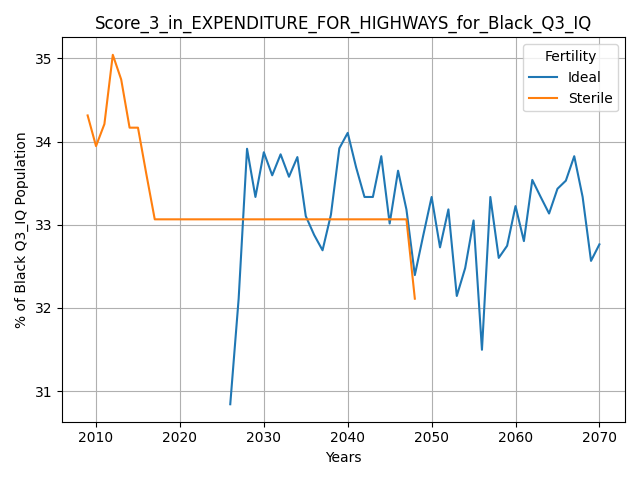 Score_3_in_EXPENDITURE_FOR_HIGHWAYS_for_Black_Q3_IQ
Fertility
Ideal
Sterile
% of Black Q3_IQ Population
35
34
33
32
31
2010 2020 2030 2040 2050 2060 2070
Years